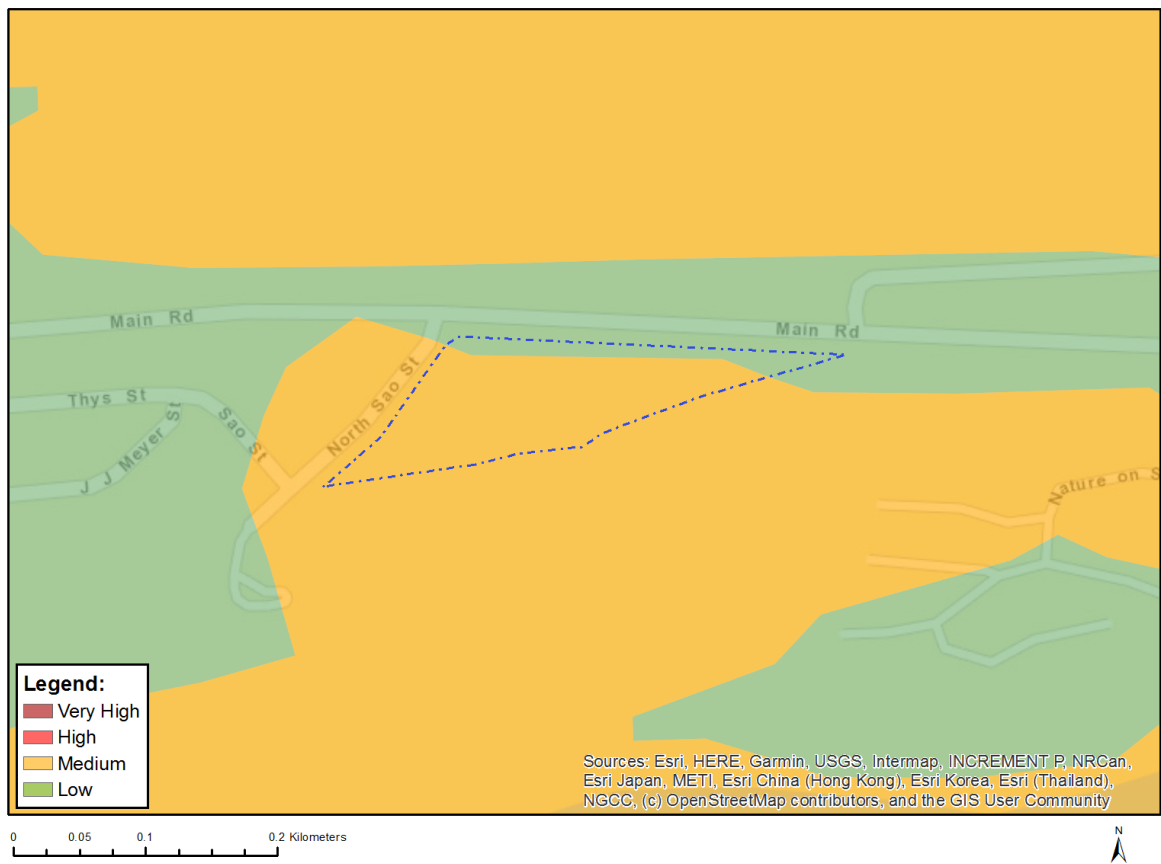 Main Rd
Main Rd
Thys St
J J Meyer St
Sao St
North Sao St
Nature on S
Legend:
Very High
High
Medium
Low
Sources: Esri, HERE, Garmin, USGS, Intermap, INCREMENT P, NRCan,
Esri Japan, METI, Esri China (Hong Kong), Esri Korea, Esri (Thailand),
NGCC, (c) OpenStreetMap contributors, and the GIS User Community
0 0.05 0.1 0.2 Kilometers
N